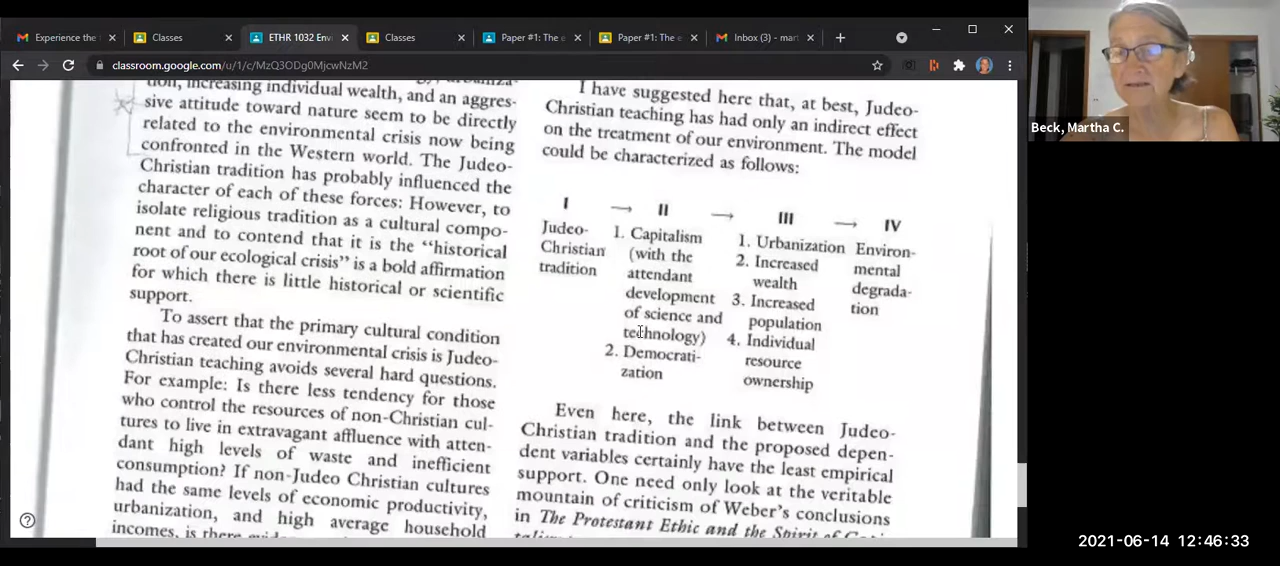 Experience the
Classes
ETHR 1032 Envi
Classes
Paper #1: The e
Paper #1: The e
Inbox (3) - mart
classroom.google.com/u/1/c/MzQ3ODg0MjcwNzM2
Beck, Martha C.
tion, increasing individual wealth, and an aggres-
sive attitude toward nature seem to be directly
related to the environmental crisis now being
confronted in the Western world. The Judeo-
Christian tradition has probably influenced the
character of each of these forces: However, to
isolate religious tradition as a cultural compo-
nent and to contend that it is the "historical
root of our ecological crisis" is a bold affirmation
for which there is little historical or scientific
support.
To assert that the primary cultural condition
that has created our environmental crisis is Judeo-
Christian teaching avoids several hard questions.
For example: Is there less tendency for those
who control the resources of non-Christian cul-
tures to live in extravagant affluence with atten-
dant high levels of waste and inefficient
consumption? If non-Judeo Christian cultures
had the same levels of economic productivity,
urbanization, and high average household
incomes, is there
I have suggested here that, at best, Judeo-
Christian teaching has had only an indirect effect
on the treatment of our environment. The model
could be characterized as follows:
I → II → III → IV
Judeo-
Christian
tradition
1. Capitalism
(with the
attendant
development
of science and
technology)
2. Democrati-
zation
1. Urbanization
2. Increased
wealth
3. Increased
population
4. Individual
resource
ownership
Environ-
mental
degrada-
tion
Even here, the link between Judeo-
Christian tradition and the proposed depen-
dent variables certainly have the least empirical
support. One need only look at the veritable
mountain of criticism of Weber's conclusions
in The Protestant Ethic and the Spirit of
2021-06-14 12:46:33